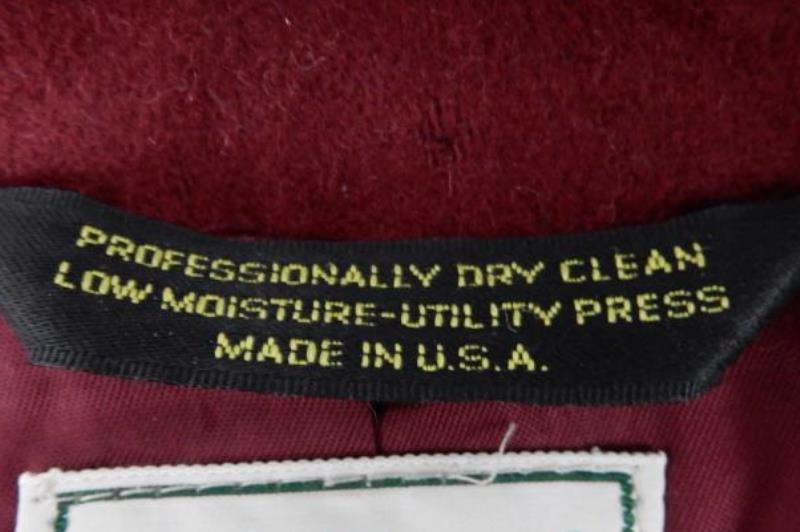 PROFESSIONALLY DRY CLEAN
LOW MOISTURE-UTILITY PRESS
MADE IN U.S.A.